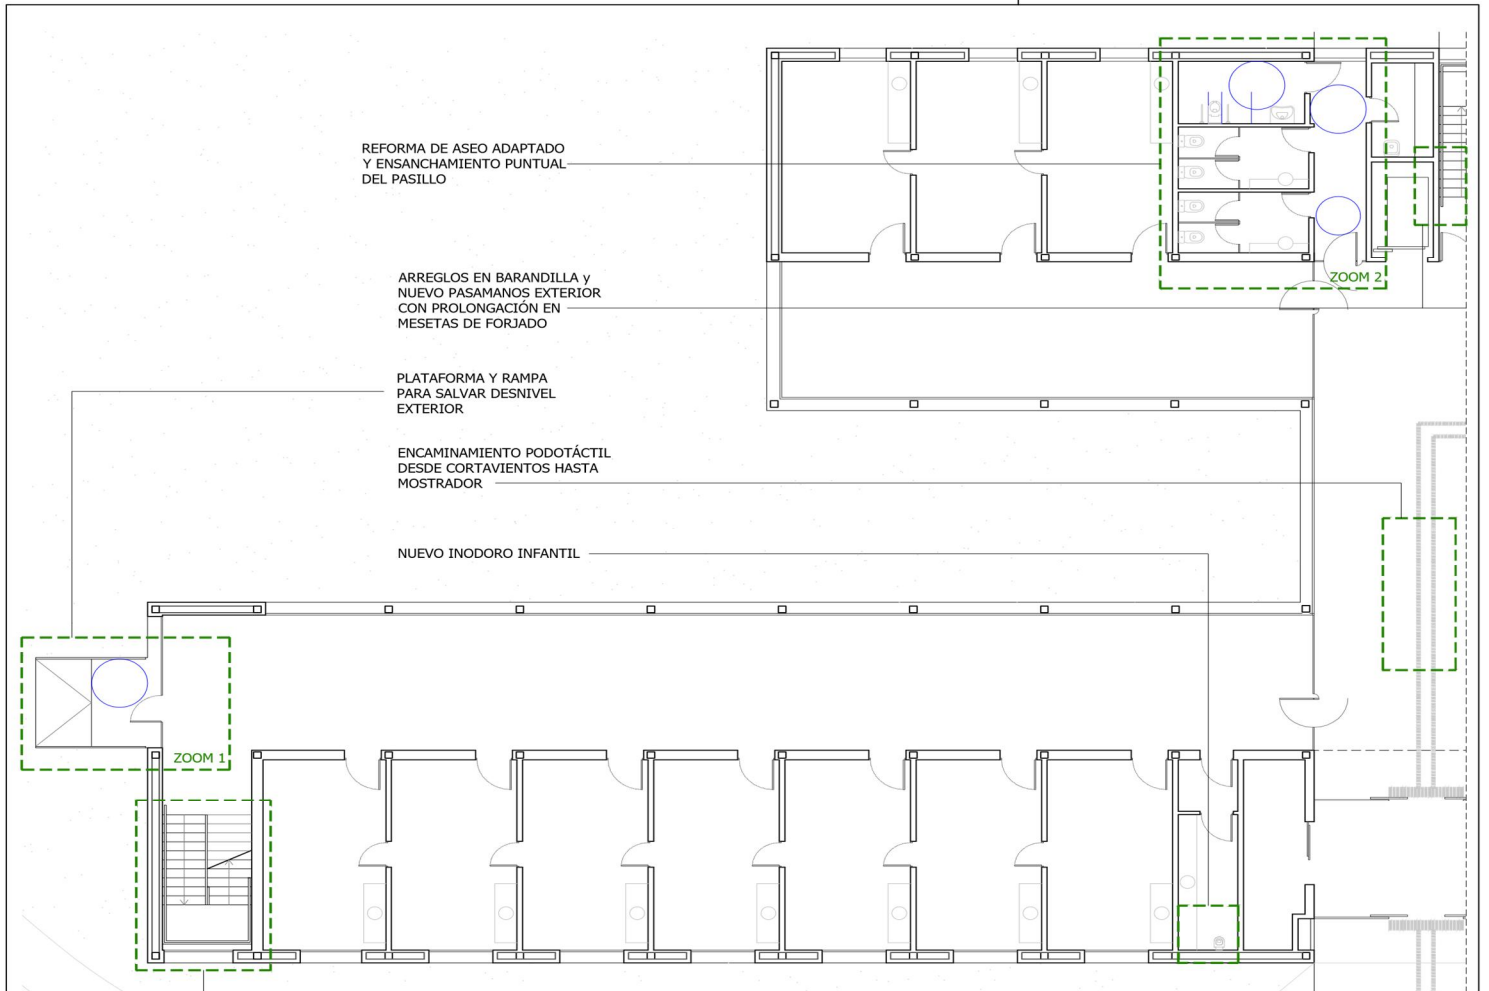 REFORMA DE ASEO ADAPTADO
Y ENSANCHAMIENTO PUNTUAL
DEL PASILLO
ARREGLOS EN BARANDILLA y
NUEVO PASAMANOS EXTERIOR
CON PROLONGACIÓN EN
MESETAS DE FORJADO
ZOOM 2
PLATAFORMA Y RAMPA
PARA SALVAR DESNIVEL
EXTERIOR
ENCAMINAMIENTO PODOTÁCTIL
DESDE CORTAVIENTOS HASTA
MOSTRADOR
NUEVO INODORO INFANTIL
ZOOM 1